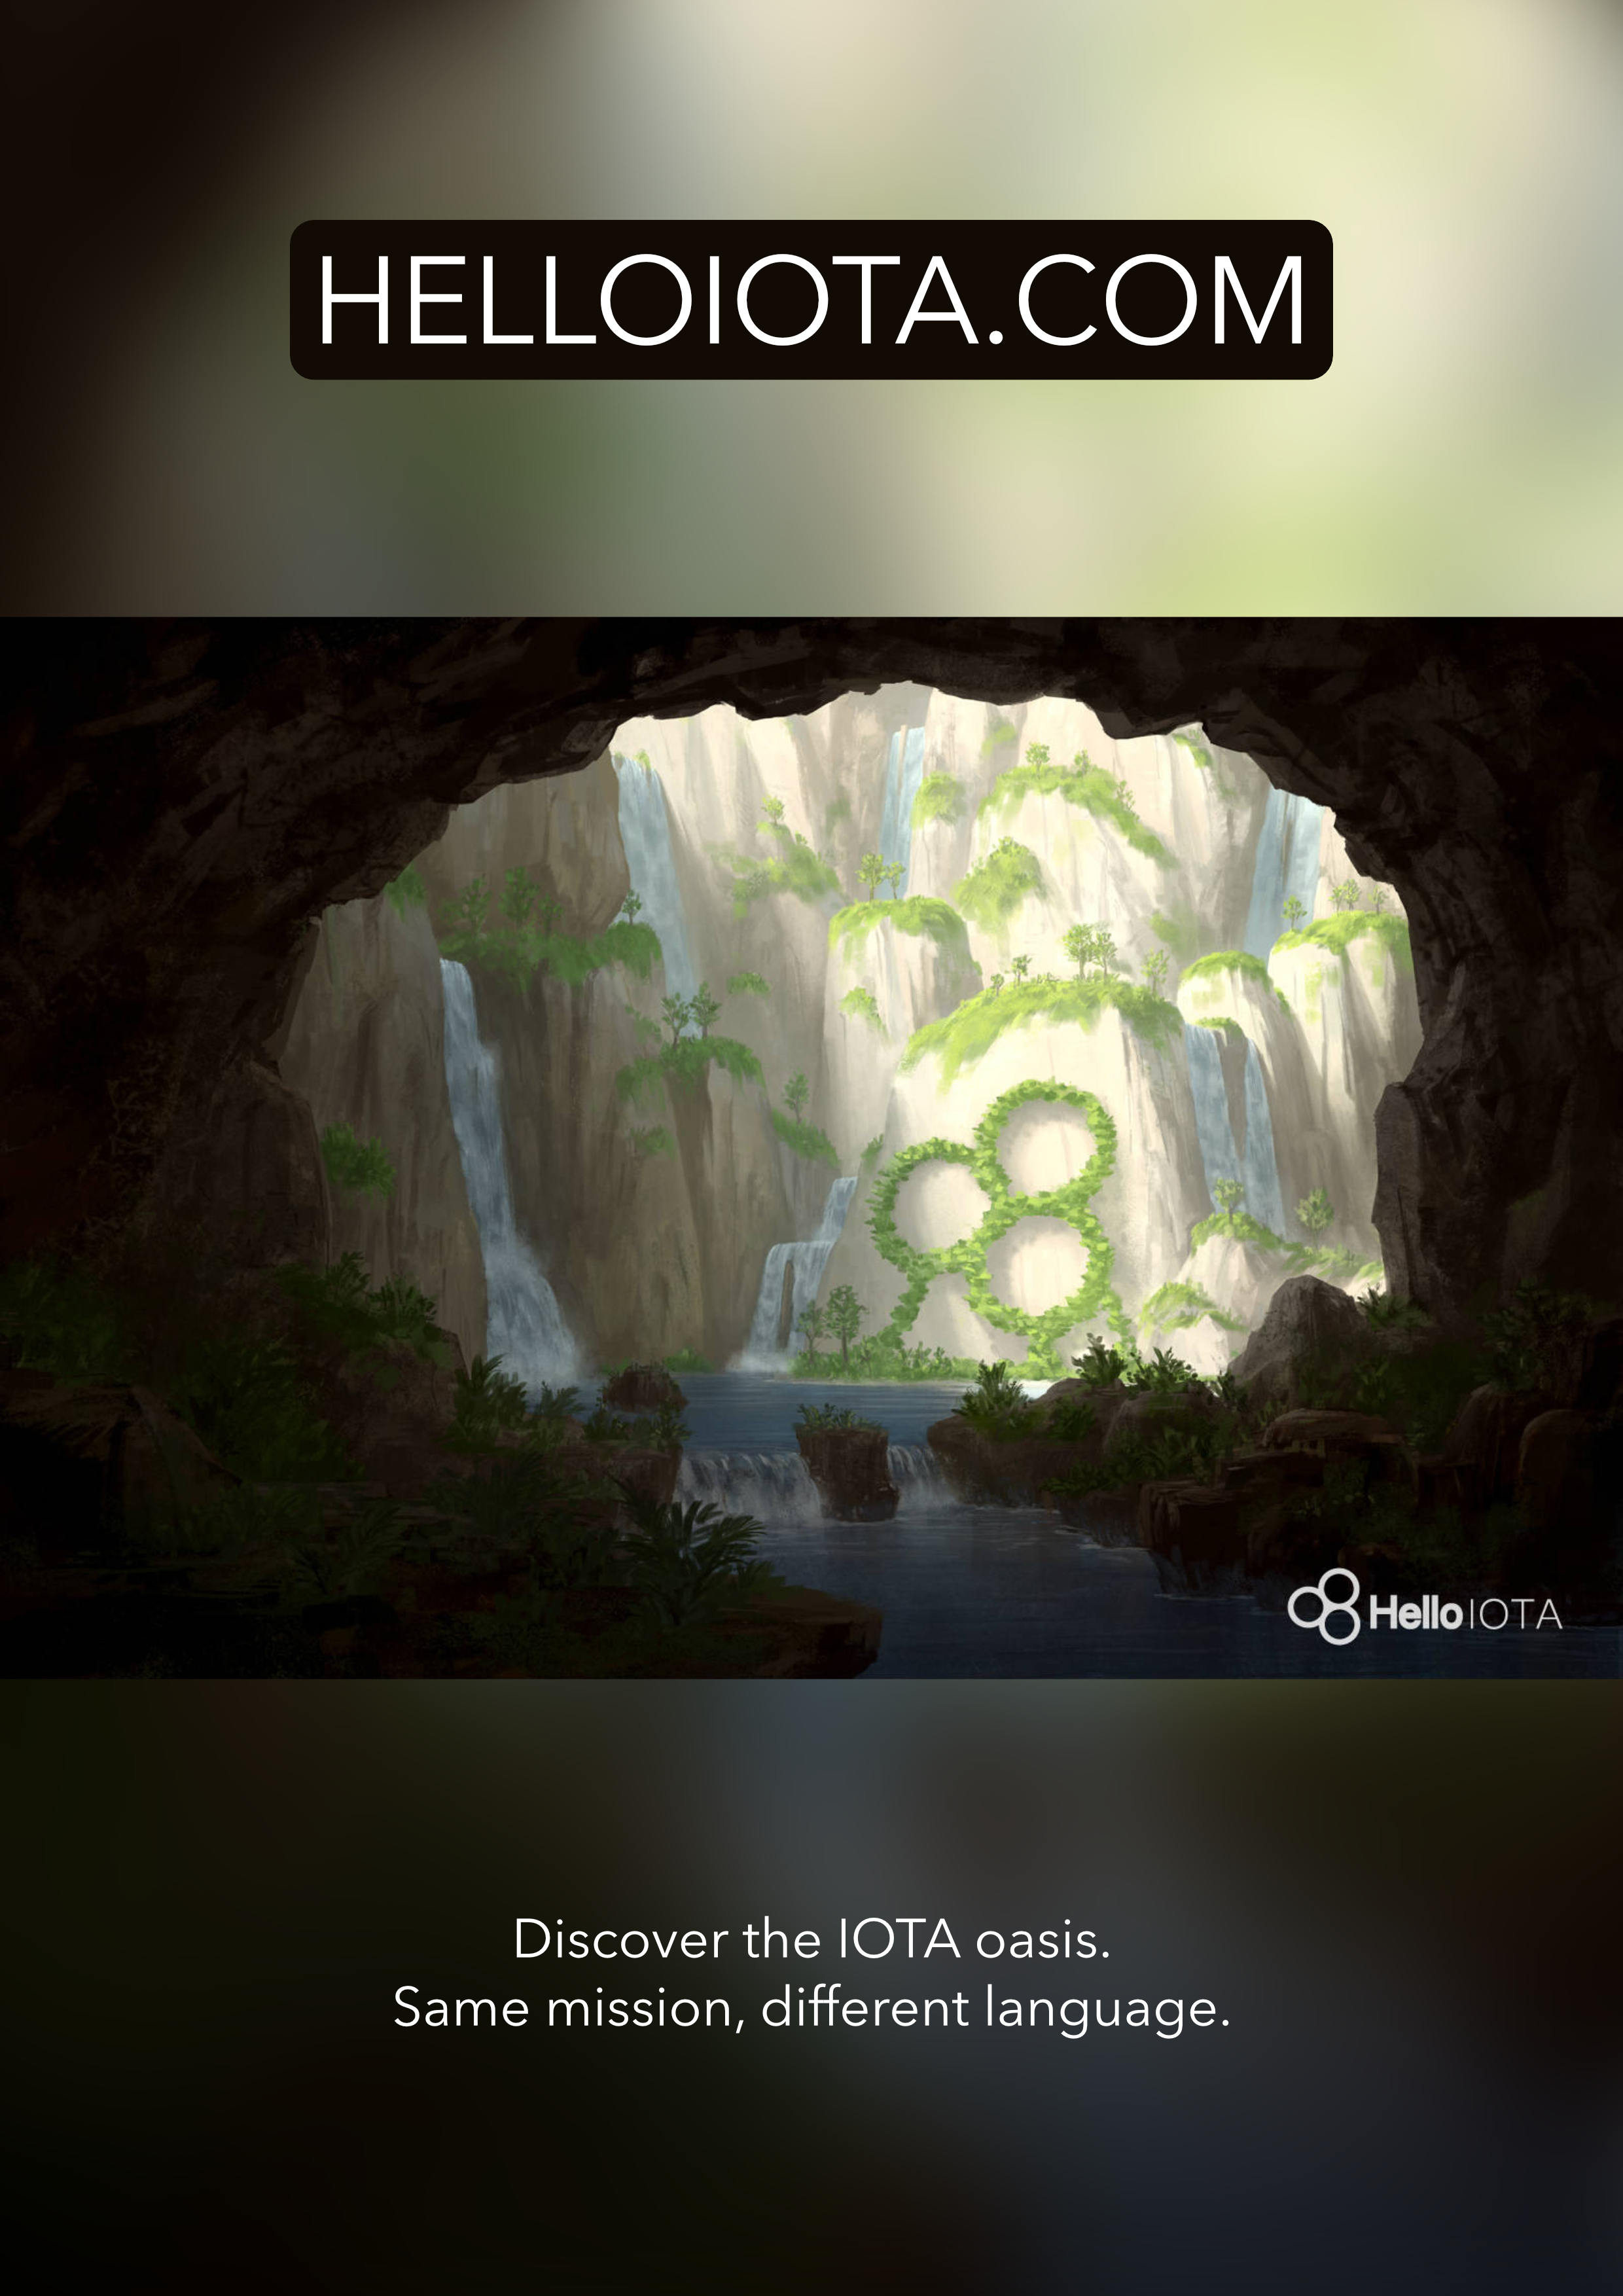 HELLOIOTA.COM
Hello IOTA
Discover the IOTA oasis.
Same mission, different language.